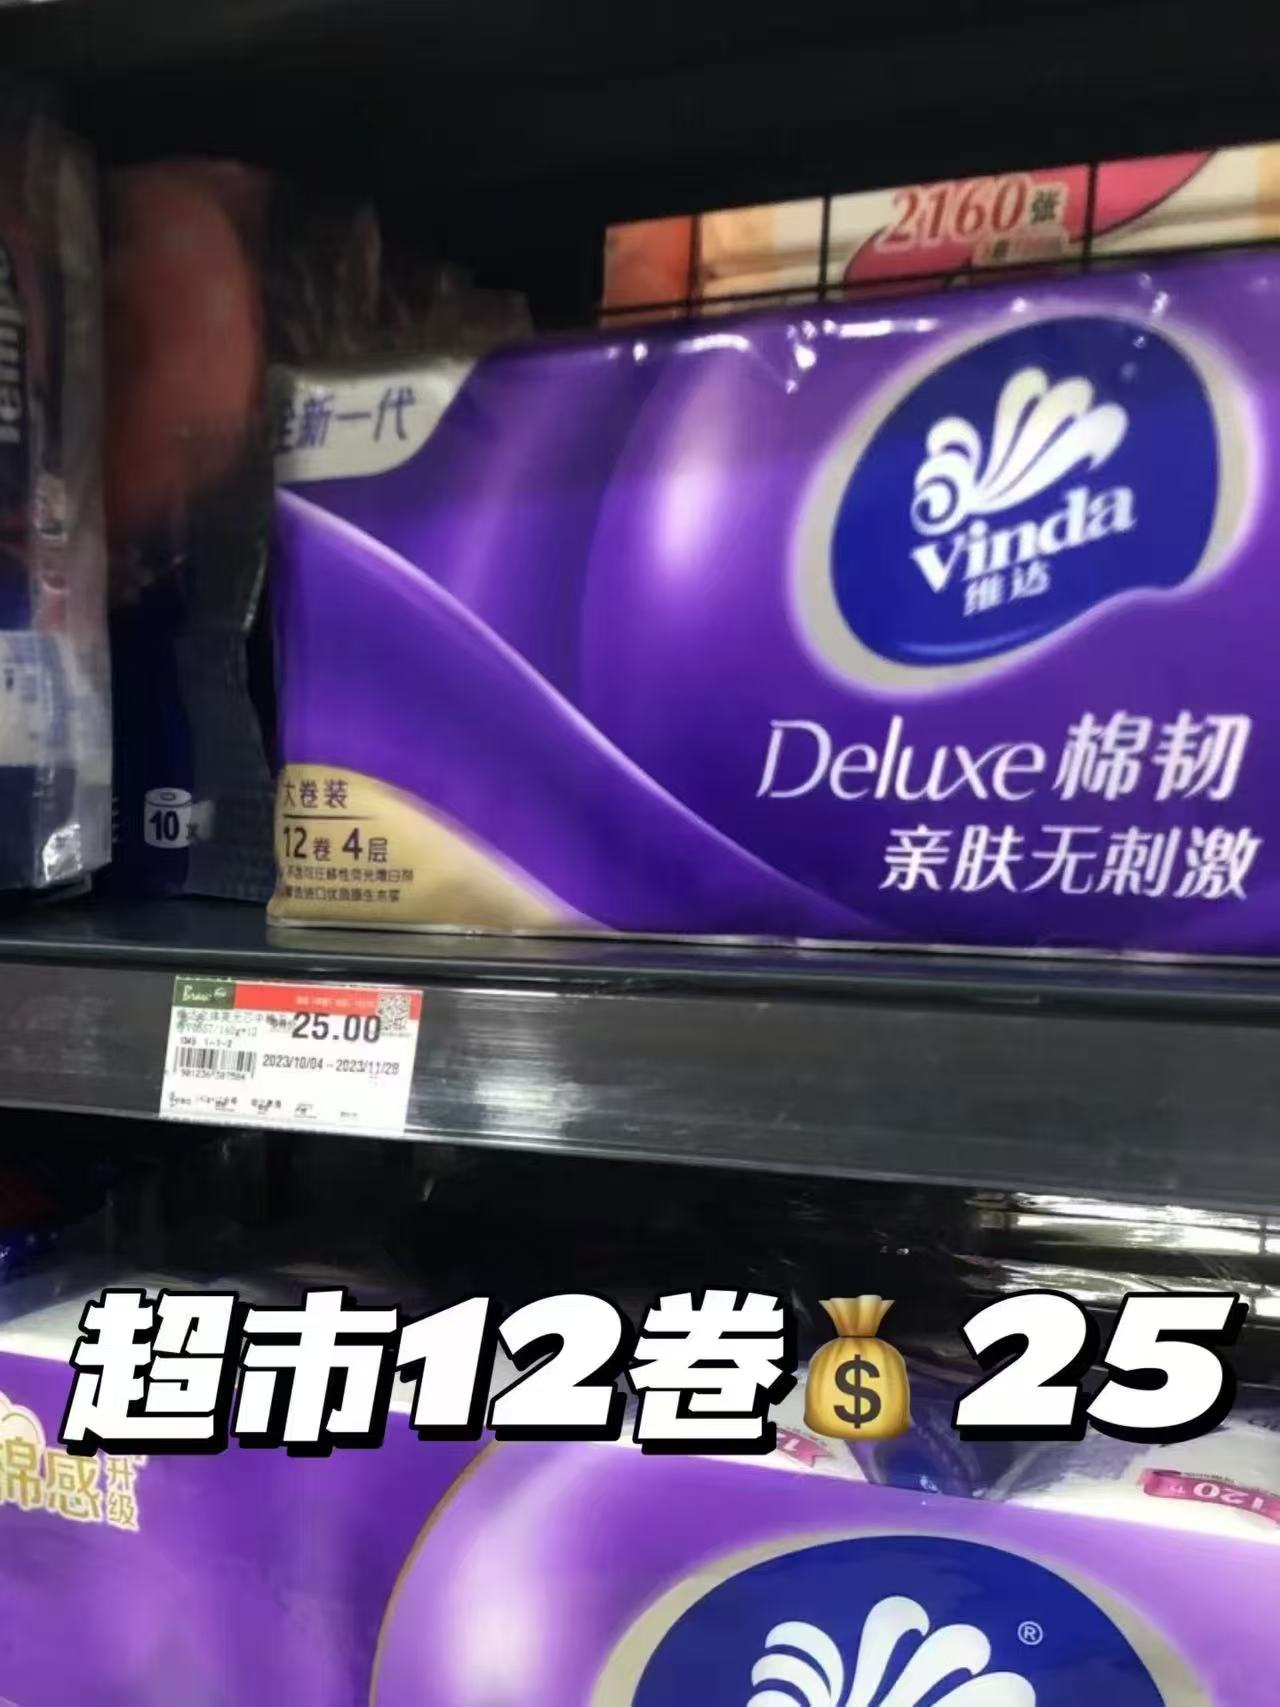 2160张
全新一代
Vinda
维达
Deluxe棉韧
亲肤无刺激
大卷装
12卷 4层
10
25.00
2023/10/04-2023/11/28
超市12卷💰25
棉感
升级
120
®